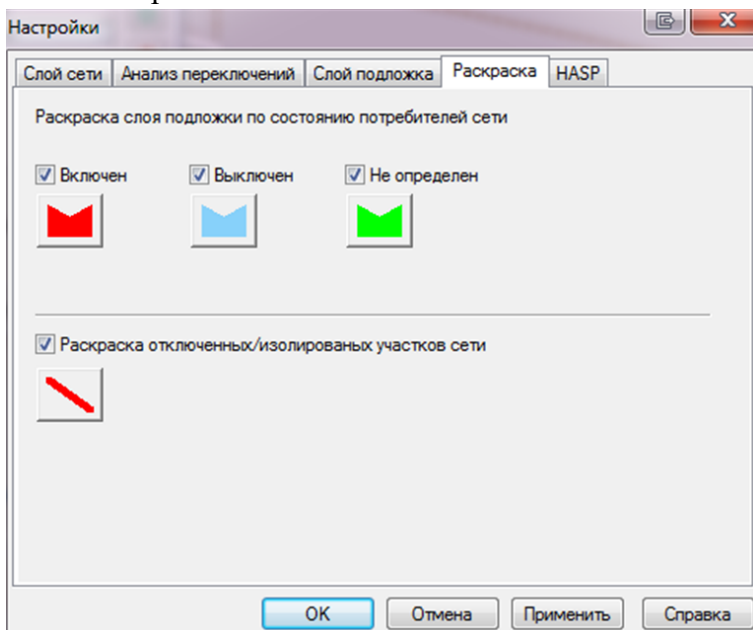 Настройки
Слой сети Анализ переключений Слой подложка Раскраска HASP
Раскраска слоя подложки по состоянию потребителей сети
Включен Выключен Не определен
Раскраска отключенных/изолированых участков сети
OK Отмена Применить Справка